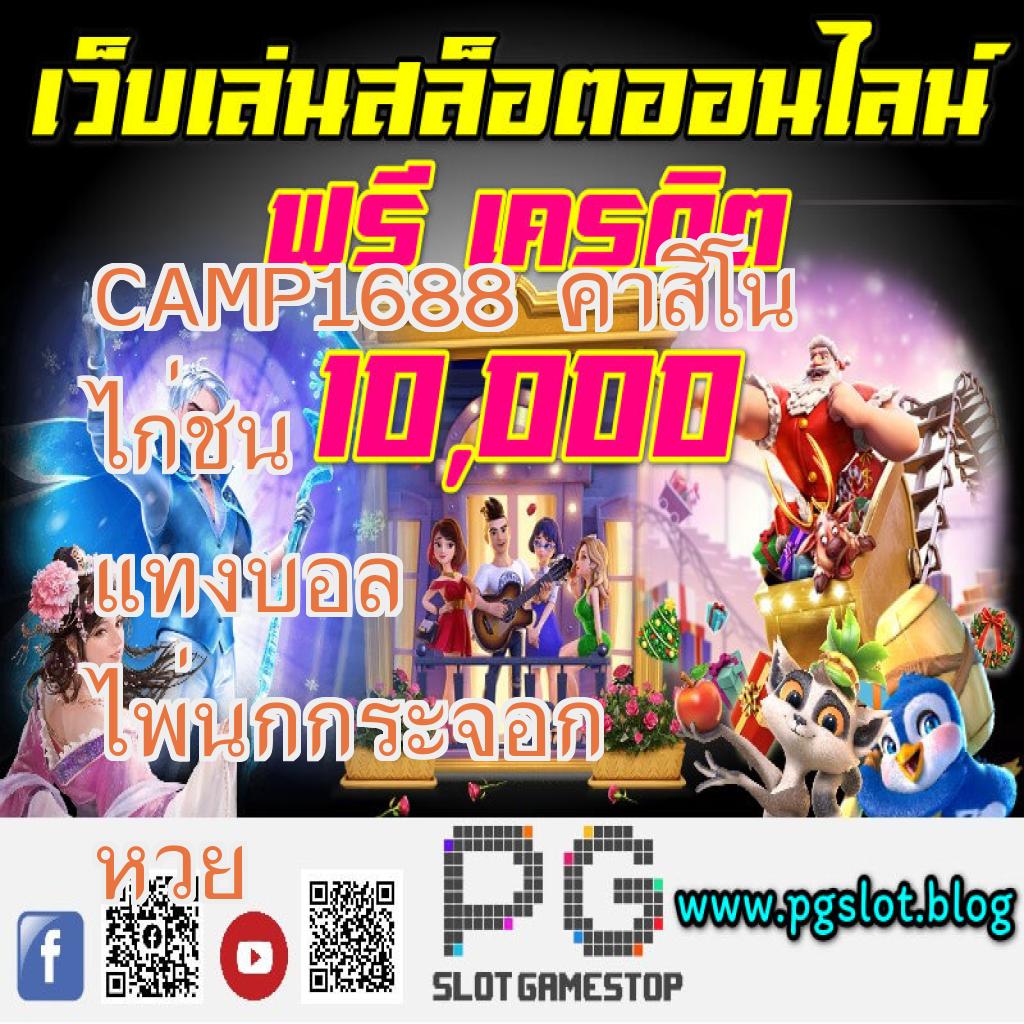 เว็บเล่นสล็อตออนไลน์
ฟรี เครดิต
CAMP1688 คาสิโน
10,000
ไก่ชน
แทงบอล
ไพ่นกกระจอก
หวย
PG
www.pgslot.blog
SLOT GAMESTOP